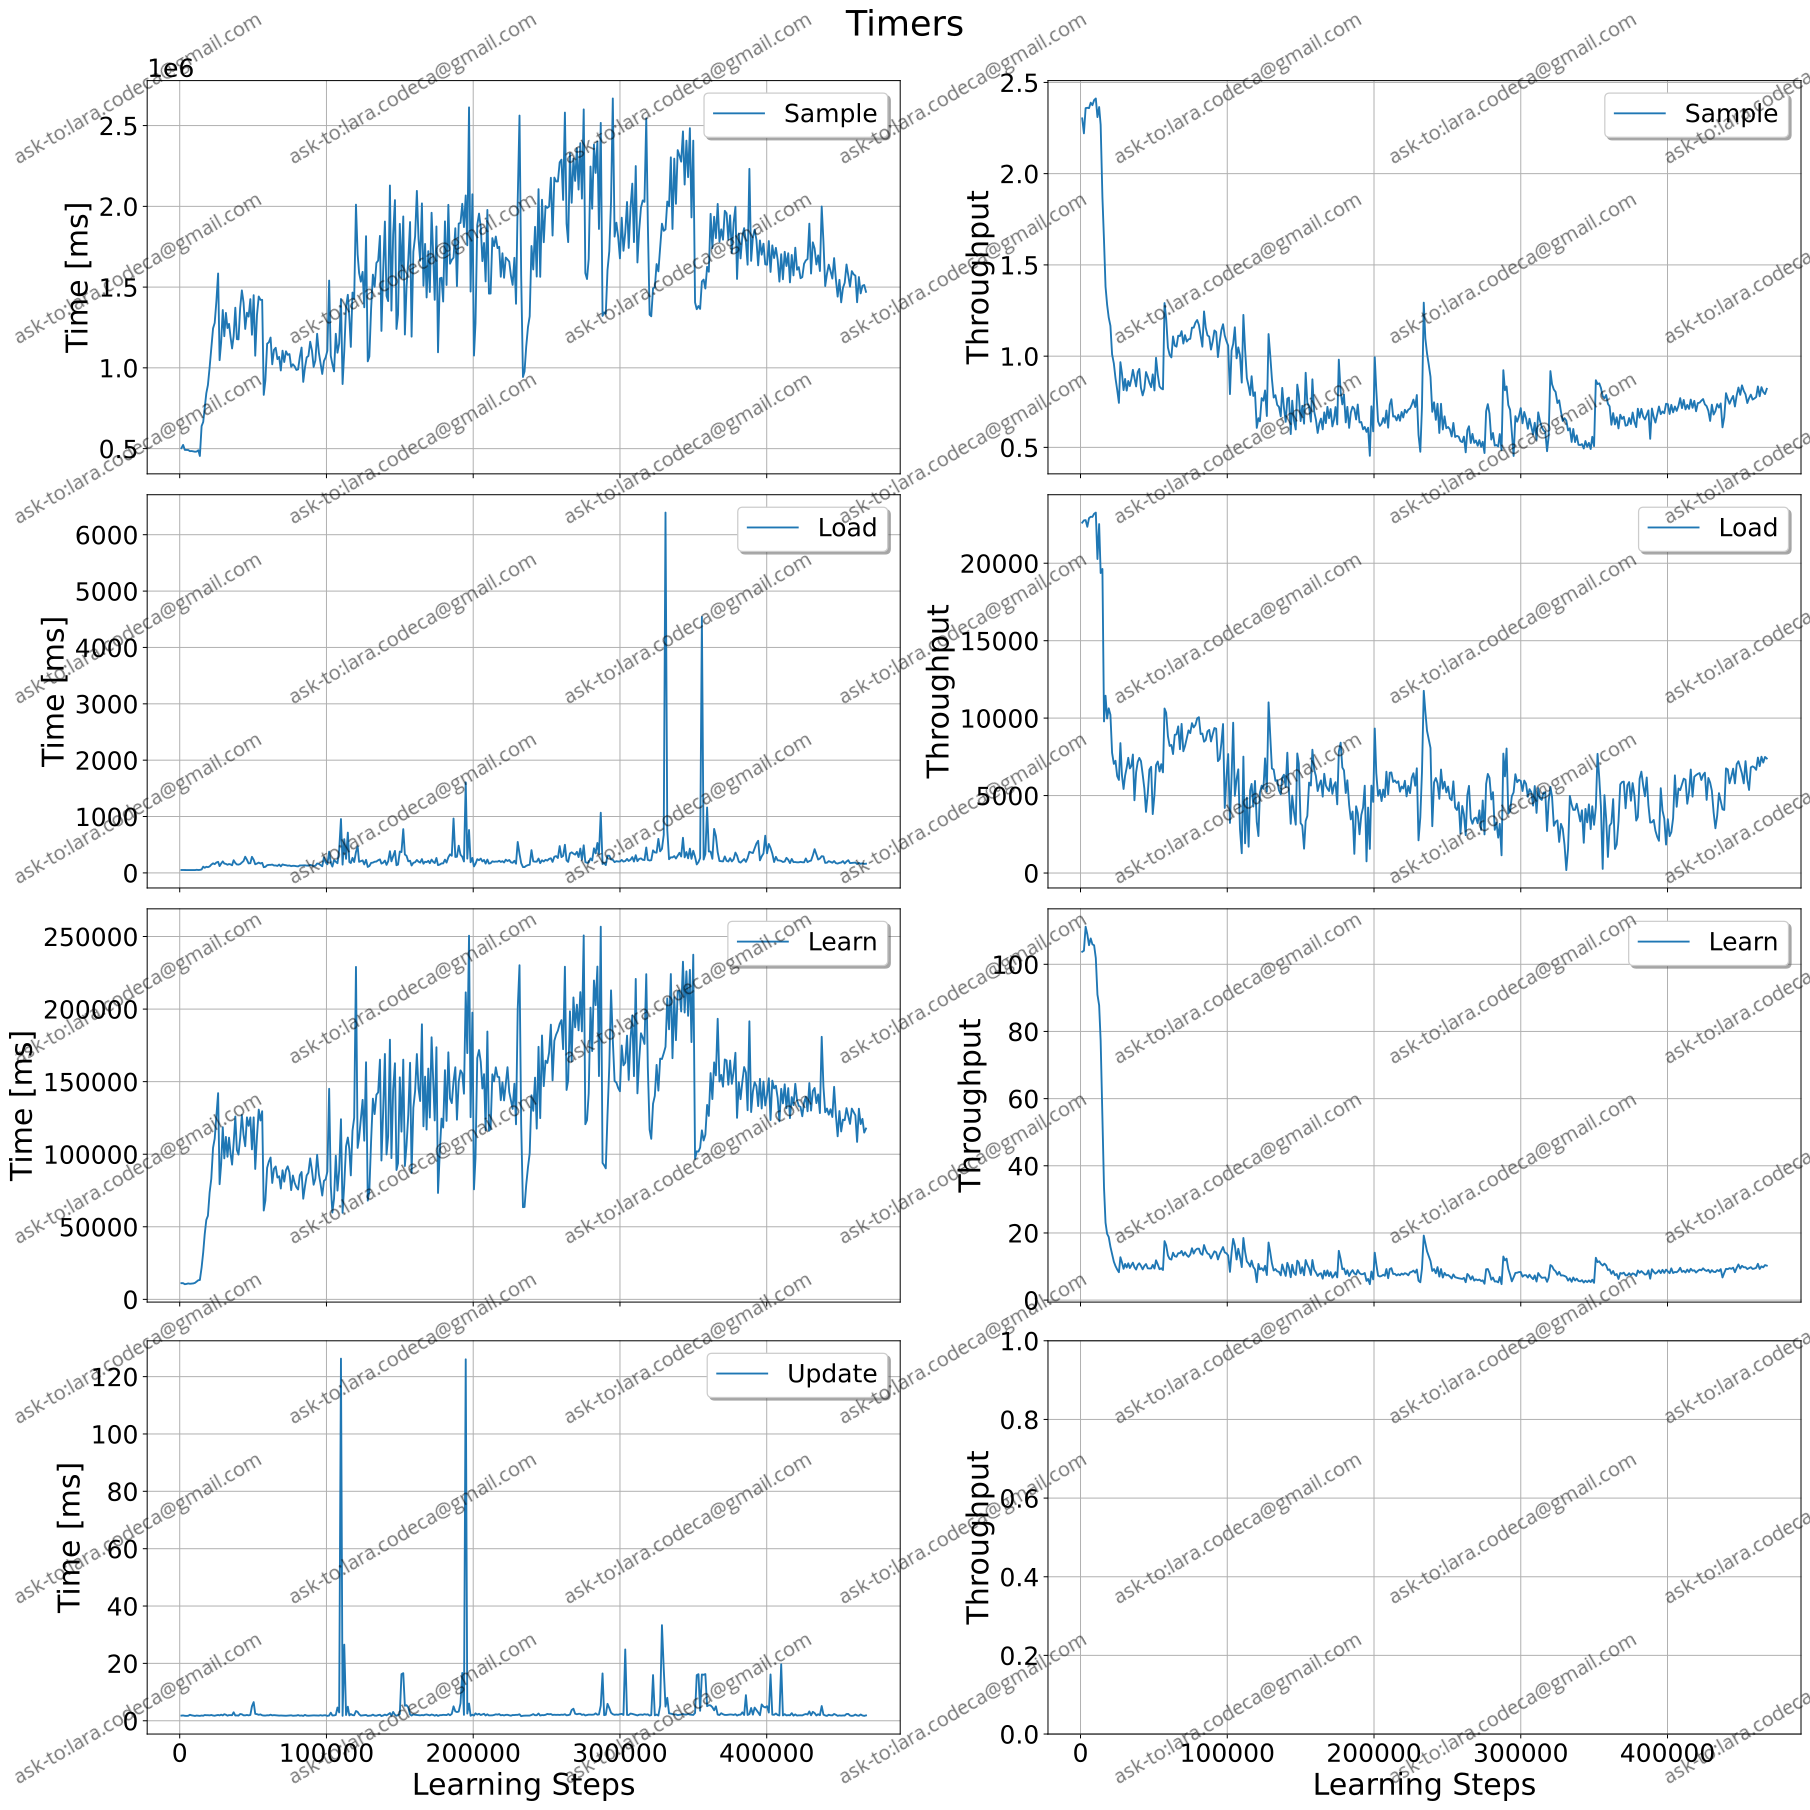 Timers
1e6
Time [ms]
2.5
2.0
1.5
1.0
0.5
Sample
Throughput
2.5
2.0
1.5
1.0
0.5
Sample
Time [ms]
6000
5000
4000
3000
2000
1000
0
Load
Throughput
20000
15000
10000
5000
0
Load
Time [ms]
250000
200000
150000
100000
50000
0
Learn
Throughput
100
80
60
40
20
0
Learn
Time [ms]
120
100
80
60
40
20
0
Update
0 100000 200000 300000 400000
Learning Steps
Throughput
1.0
0.8
0.6
0.4
0.2
0.0
0 100000 200000 300000 400000
Learning Steps
ask-to:lara.codeca@gmail.com